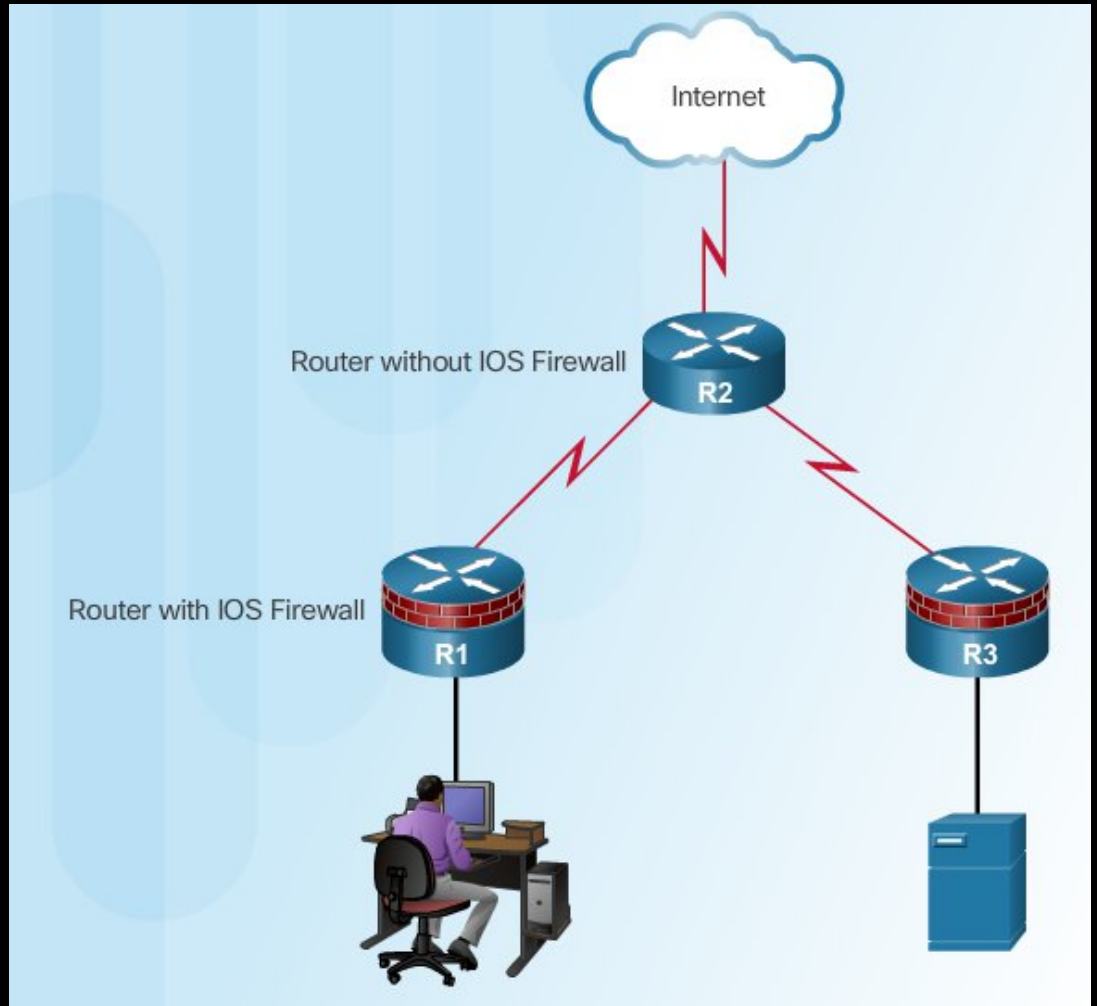 Internet
Router without IOS Firewall
R2
Router with IOS Firewall
R1
R3